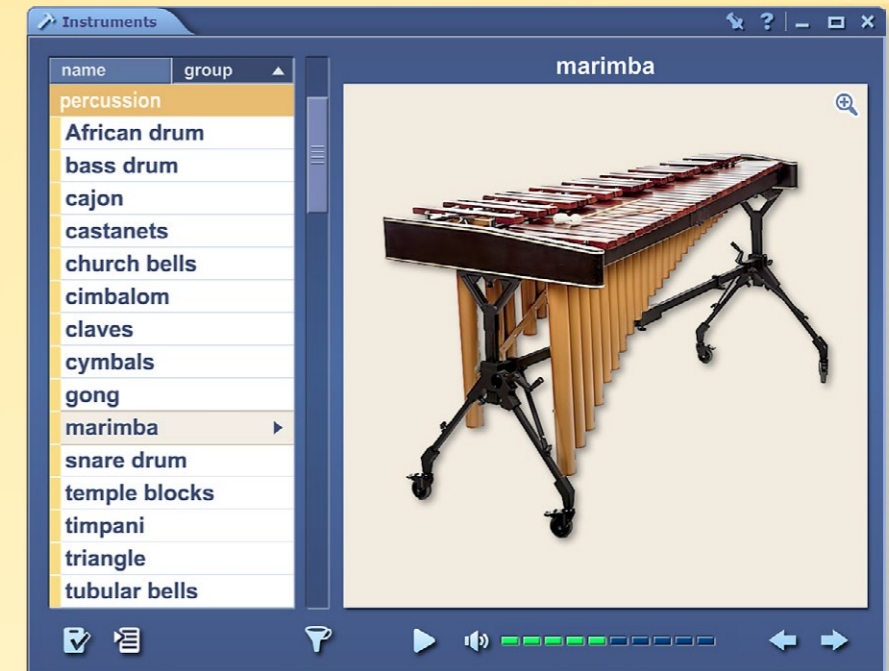 Instruments
?
name group
marimba
percussion
African drum
bass drum
cajon
castanets
church bells
cimbalom
claves
cymbals
gong
marimba
snare drum
temple blocks
timpani
triangle
tubular bells